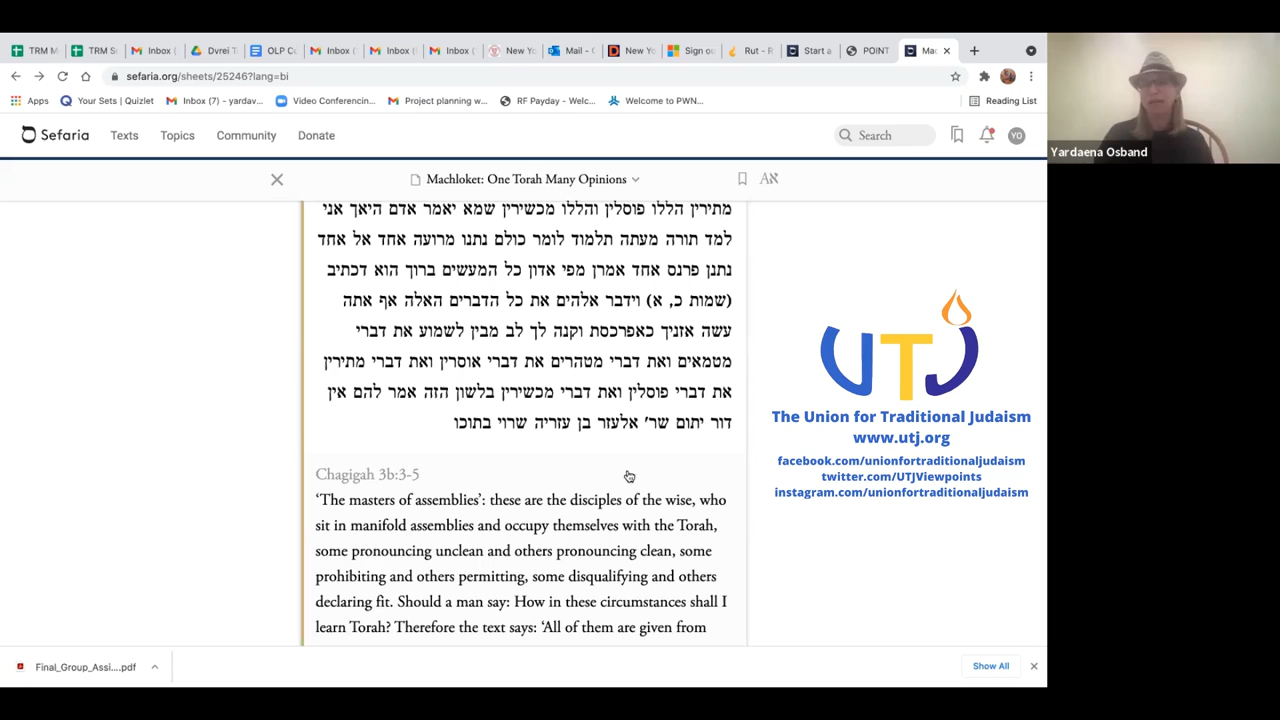 TRM M
TRM S
Inbox (
Dvrei T
OLP C
Inbox (
Inbox (
Inbox (
New Yo
Mail - 
New Yo
Sign o
Rut - R
Start a
POINT
Mac
sefaria.org/sheets/25246?lang=bi
Apps
Your Sets | Quizlet
Inbox (7) - yardav...
Video Conferencin...
Project planning w...
RF Payday - Welc...
Welcome to PWN...
Reading List
Sefaria
Texts
Topics
Community
Donate
Search
YO
Yardaena Osband
Machloket: One Torah Many Opinions
Aא
מתירין הללו פוסלין והללו מכשירין שמא יאמר אדם היאך אני
למד תורה מעתה תלמוד לומר כולם נתנו מרועה אחד אל אחד
נתנן פרנס אחד אמרן מפי אדון כל המעשים ברוך הוא דכתיב
(שמות כ, א) וידבר אלהים את כל הדברים האלה אף אתה
עשה אזניך כאפרכסת וקנה לך לב מבין לשמוע את דברי
מטמאים ואת דברי מטהרים את דברי אוסרין ואת דברי מתירין
את דברי פוסלין ואת דברי מכשירין בלשון הזה אמר להם אין
דור יתום שר׳ אלעזר בן עזריה שרוי בתוכו
Chagigah 3b:3-5
‘The masters of assemblies’: these are the disciples of the wise, who
sit in manifold assemblies and occupy themselves with the Torah,
some pronouncing unclean and others pronouncing clean, some
prohibiting and others permitting, some disqualifying and others
declaring fit. Should a man say: How in these circumstances shall I
learn Torah? Therefore the text says: ‘All of them are given from
UTJ
The Union for Traditional Judaism
www.utj.org
facebook.com/unionfortraditionaljudaism
twitter.com/UTJViewpoints
instagram.com/unionfortraditionaljudaism
Final_Group_Assi....pdf
Show All